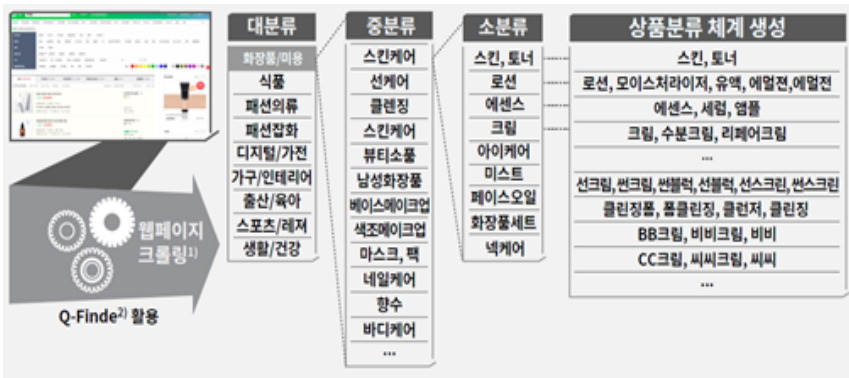 대분류
화장품/미용
식품
패션의류
패션잡화
디지털/가전
가구/인테리어
출산/육아
스포츠/레져
생활/건강
중분류
스킨케어
선케어
클렌징
스킨케어
뷰티소품
남성화장품
베이스메이크업
색조메이크업
마스크, 팩
네일케어
향수
바디케어
...
소분류
스킨, 토너
로션
에센스
크림
아이케어
미스트
페이스오일
화장품세트
넥케어
상품분류 체계 생성
스킨, 토너
로션, 모이스처라이저, 유액, 에멀젼,에멀전
에센스, 세럼, 앰플
크림, 수분크림, 리페어크림
...
선크림, 썬크림, 썬블럭, 선블럭, 선스크린, 썬스크린
클린징폼, 폼클린징, 클런저, 클린징
BB크림, 비비크림, 비비
CC크림, 씨씨크림, 씨씨
...
웹페이지
크롤링1)
Q-Finde2) 활용